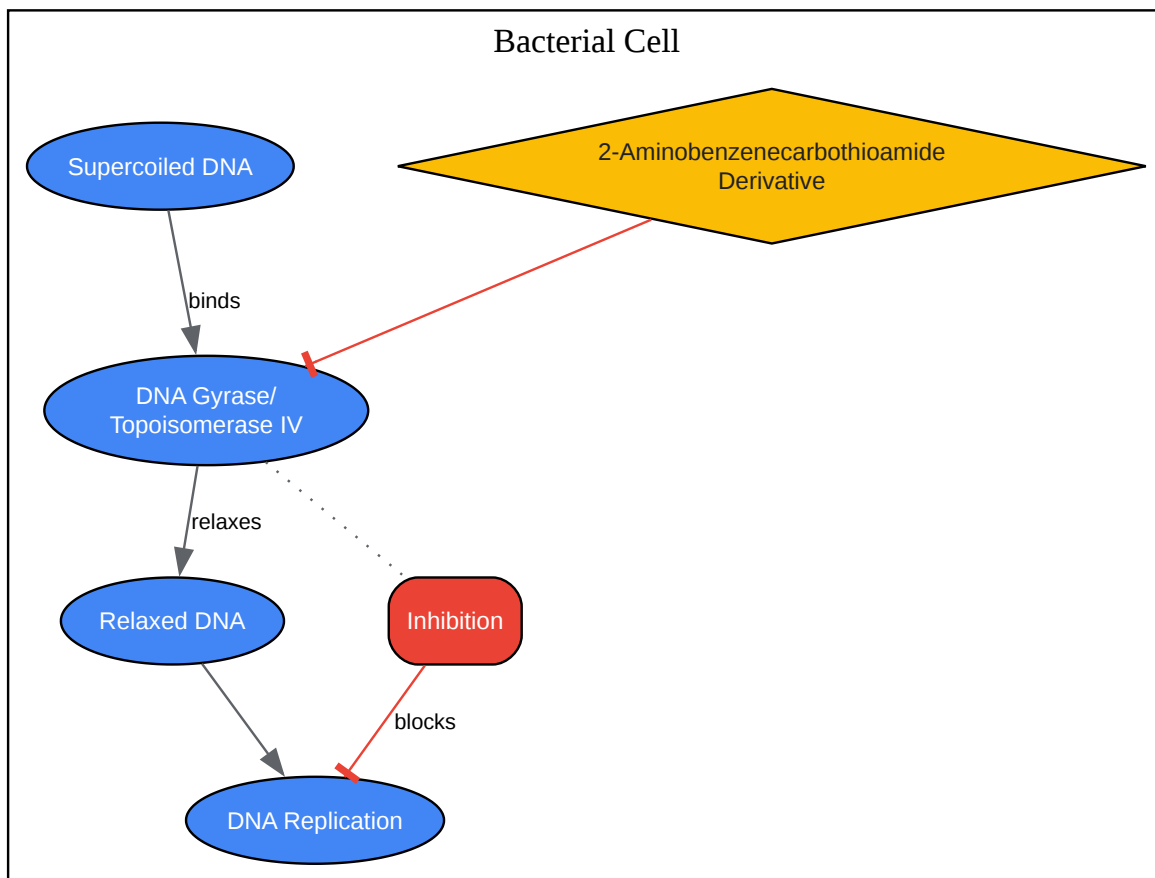 Bacterial Cell
Supercoiled DNA
2-Aminobenzenecarbothioamide
Derivative
binds
DNA Gyrase/
Topoisomerase IV
relaxes
Relaxed DNA
Inhibition
blocks
DNA Replication